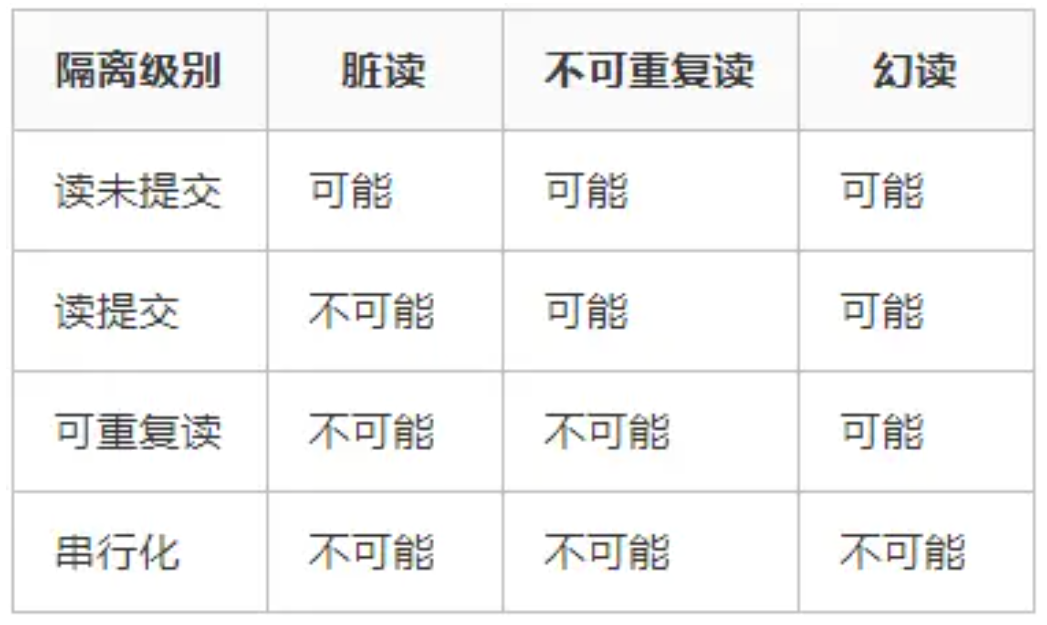 隔离级别 脏读 不可重复读 幻读
读未提交 可能 可能 可能
读提交 不可能 可能 可能
可重复读 不可能 不可能 可能
串行化 不可能 不可能 不可能